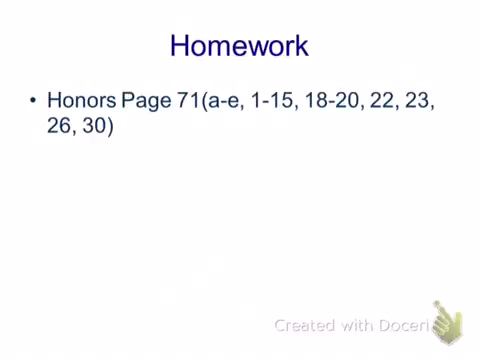 Homework
• Honors Page 71(a-e, 1-15, 18-20, 22, 23,
26, 30)
Created with Doceri